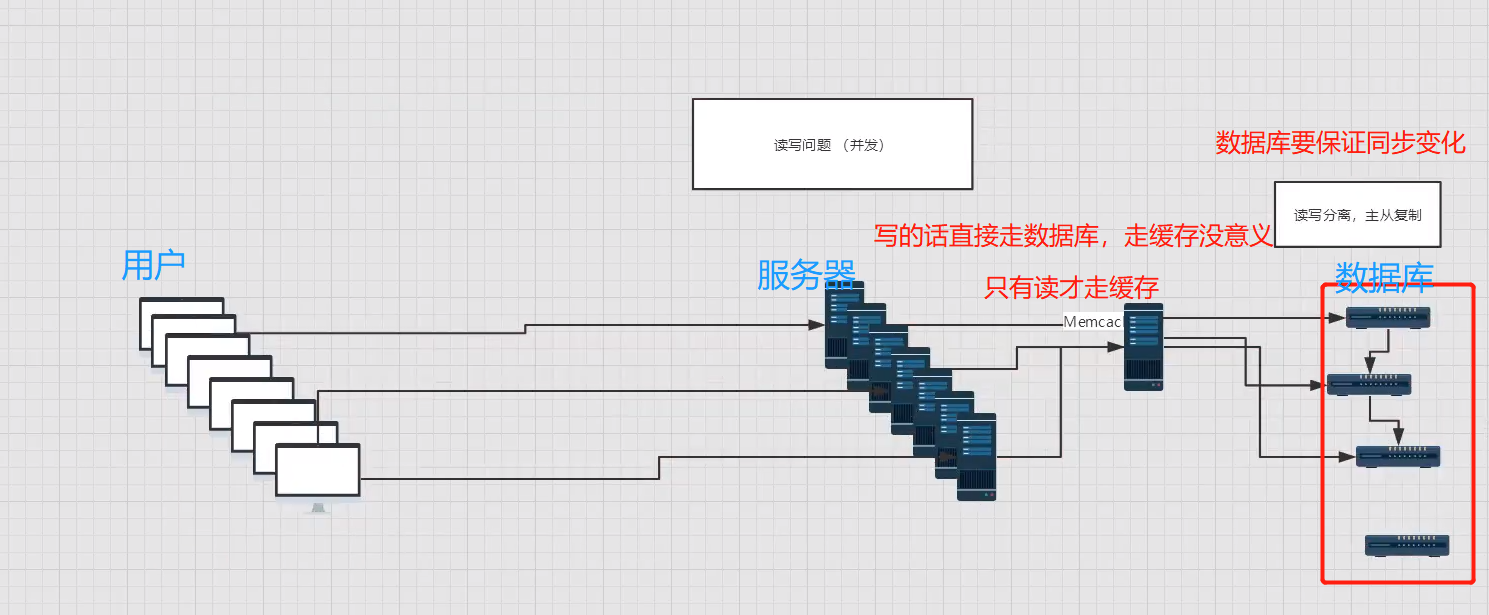 读写问题 （并发）
数据库要保证同步变化
读写分离，主从复制
写的话直接走数据库，走缓存没意义
用户
服务器
只有读才走缓存
数据库
Memcac